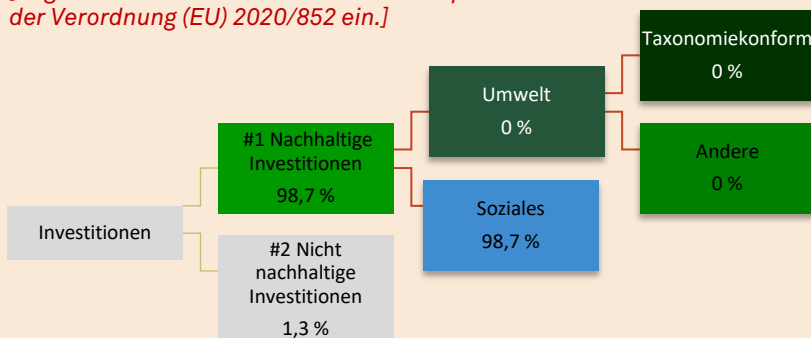 der Verordnung (EU) 2020/852 ein.]
Investitionen
#1 Nachhaltige
Investitionen
98,7 %
#2 Nicht
nachhaltige
Investitionen
1,3 %
Umwelt
0 %
Soziales
98,7 %
Taxonomiekonform
0 %
Andere
0 %